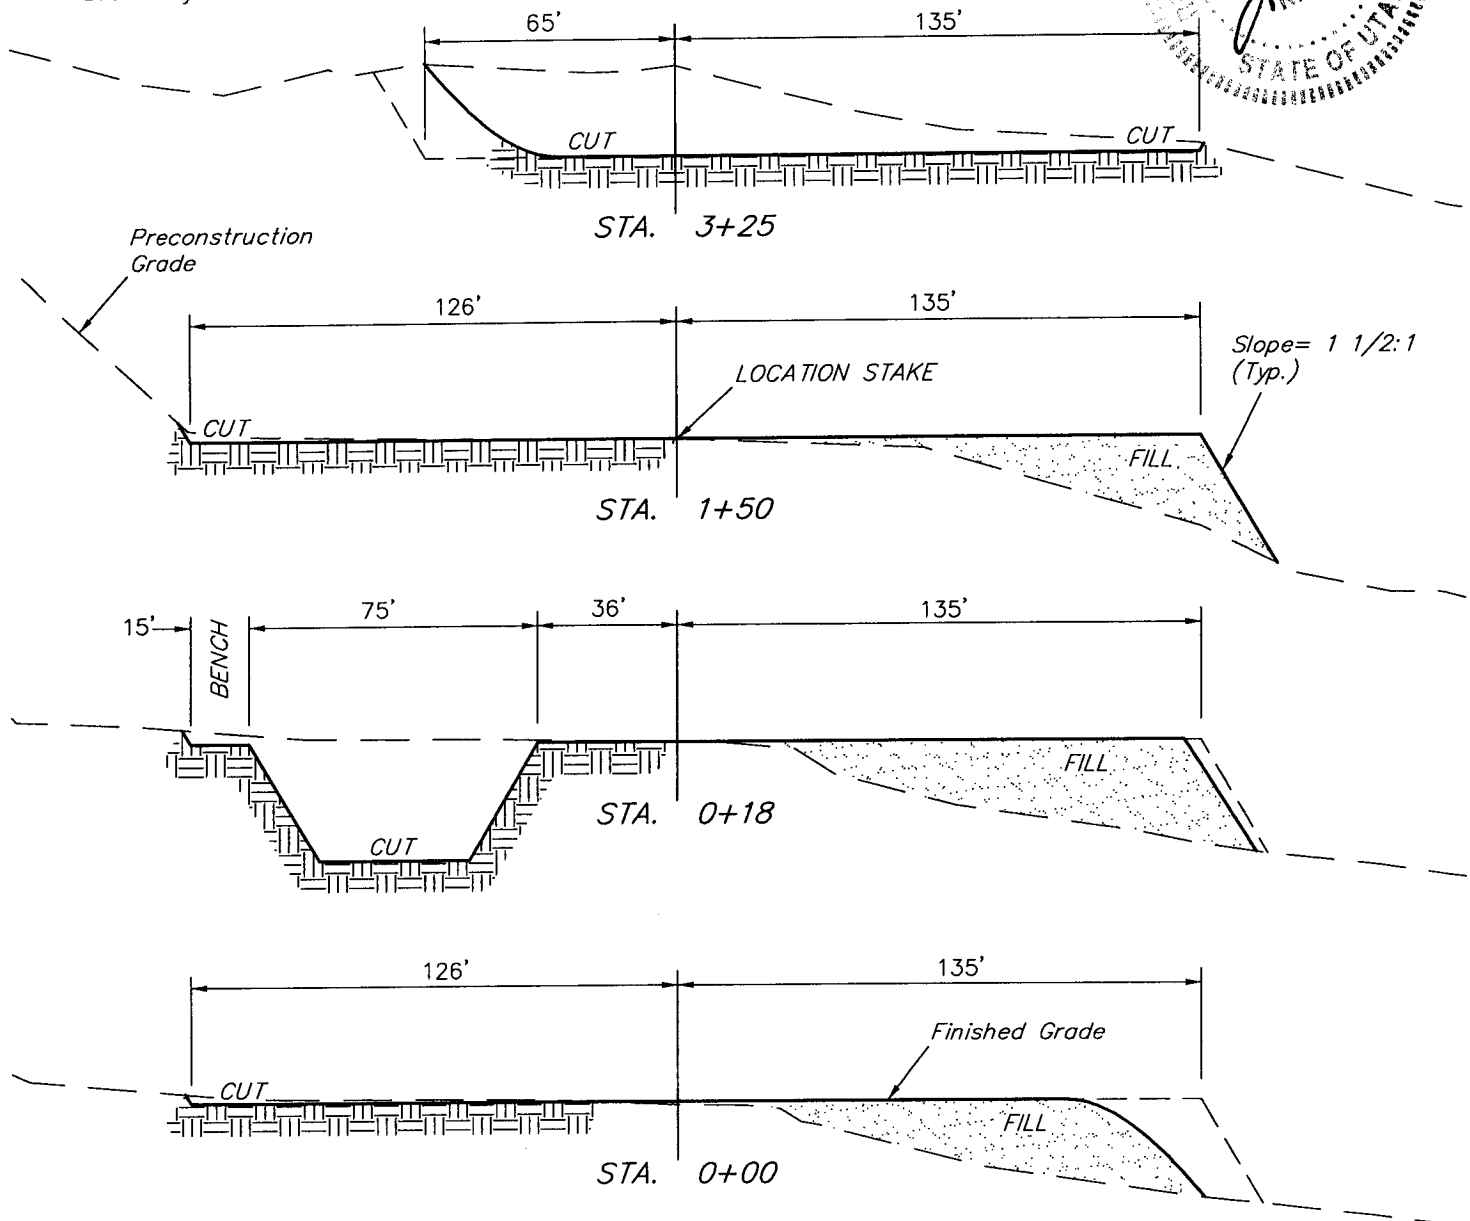 65'
135'
STATE OF UTA
CUT
CUT
STA. 3+25
Preconstruction
Grade
126'
135'
Slope= 1 1/2:1
(Typ.)
LOCATION STAKE
CUT
FILL
STA. 1+50
15'
BENCH
75'
36'
135'
FILL
CUT
STA. 0+18
126'
135'
Finished Grade
CUT
FILL
STA. 0+00